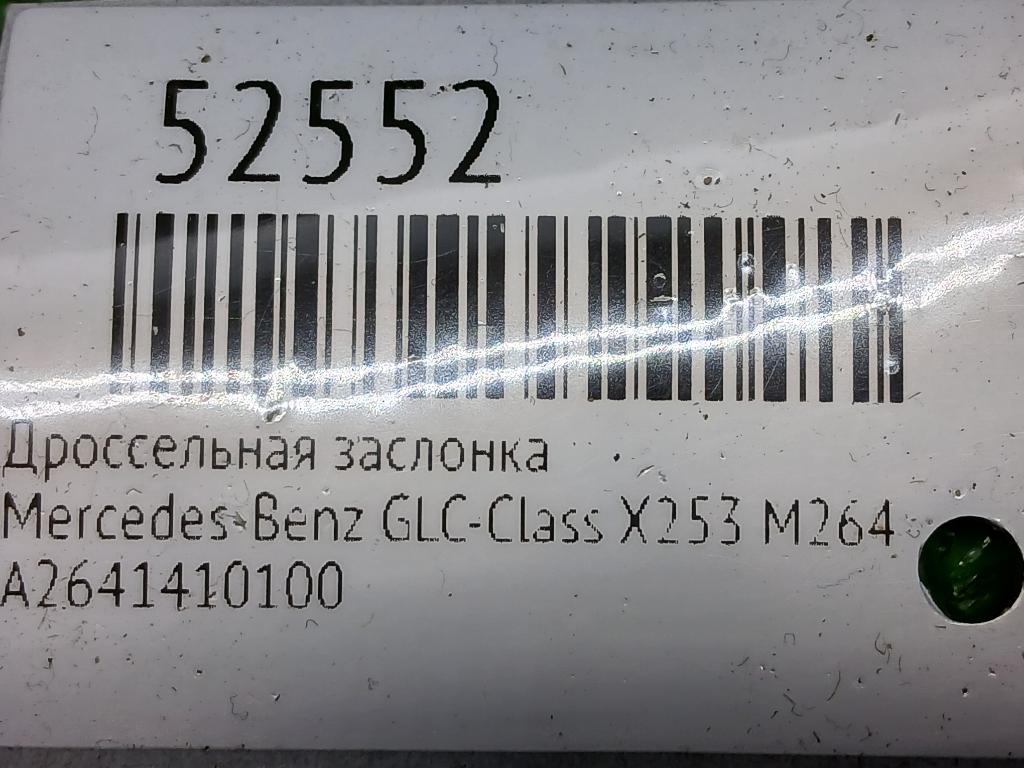 52552
Дроссельная заслонка
Mercedes-Benz GLC-Class X253 M264
A2641410100